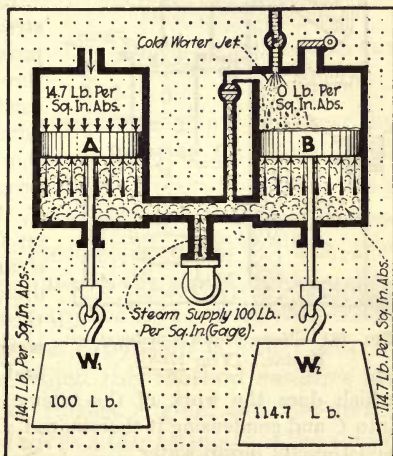 Cold Water Jet
14.7 Lb. Per
Sq. In. Abs.
0 Lb. Per
Sq. In. Abs.
A
B
114.7 Lb. Per Sq. In. Abs.
Steam Supply 100 Lb.
Per Sq. In. (Gage)
114.7 Lb. Per Sq. In. Abs.
W₁
100 Lb.
W₂
114.7 Lb.